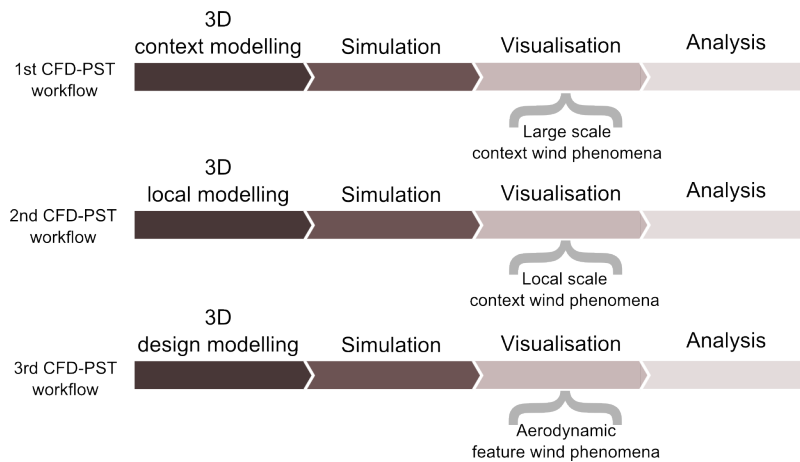 3D
context modelling
Simulation
Visualisation
Analysis
1st CFD-PST
workflow
Large scale
context wind phenomena
3D
local modelling
Simulation
Visualisation
Analysis
2nd CFD-PST
workflow
Local scale
context wind phenomena
3D
design modelling
Simulation
Visualisation
Analysis
3rd CFD-PST
workflow
Aerodynamic
feature wind phenomena